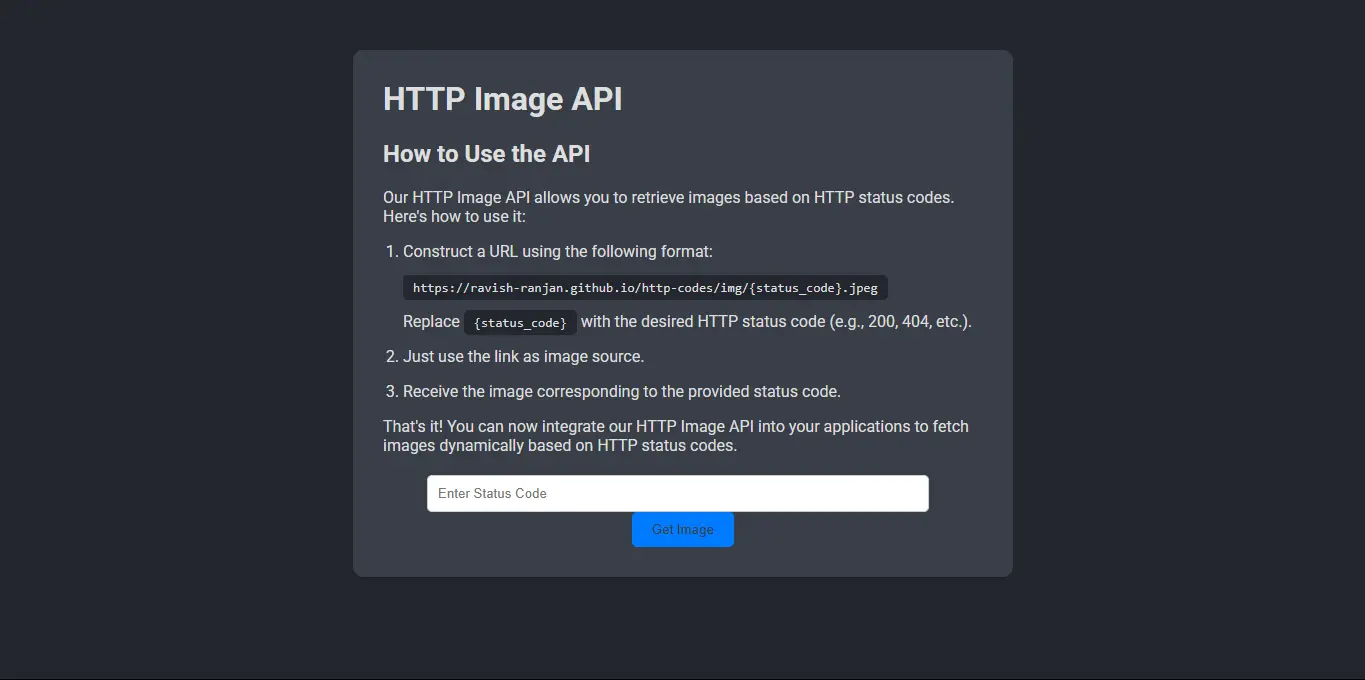 HTTP Image API
How to Use the API
Our HTTP Image API allows you to retrieve images based on HTTP status codes.
Here's how to use it:
1. Construct a URL using the following format:
https://ravish-ranjan.github.io/http-codes/img/{status_code}.jpeg
Replace {status_code} with the desired HTTP status code (e.g., 200, 404, etc.).
2. Just use the link as image source.
3. Receive the image corresponding to the provided status code.
That's it! You can now integrate our HTTP Image API into your applications to fetch
images dynamically based on HTTP status codes.
Enter Status Code
Get Image